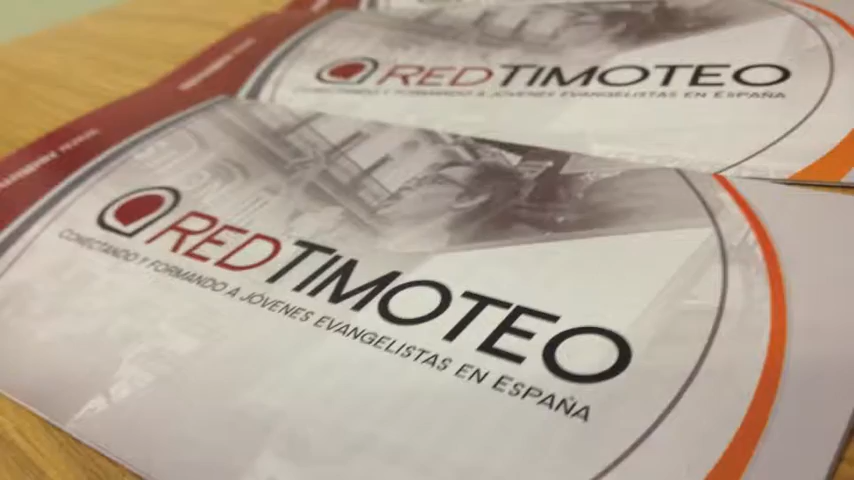 REDTIMOTEO
CONECTANDO Y FORMANDO A JÓVENES EVANGELISTAS EN ESPAÑA
REDTIMOTEO
CONECTANDO Y FORMANDO A JÓVENES EVANGELISTAS EN ESPAÑA